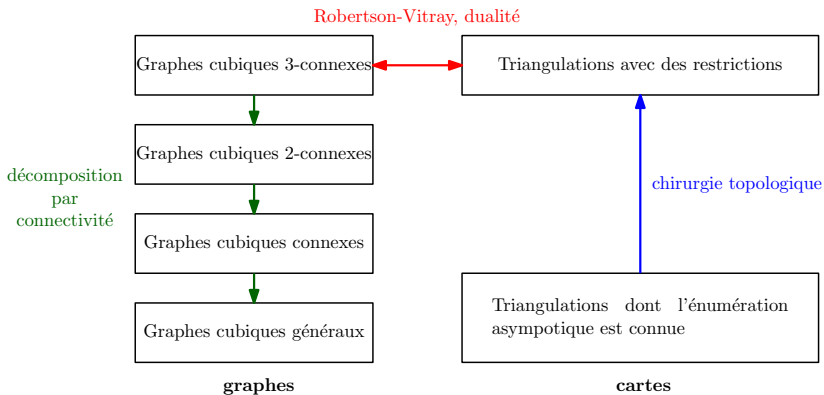 Robertson-Vitray, dualité
Graphes cubiques 3-connexes
Triangulations avec des restrictions
Graphes cubiques 2-connexes
décomposition
par
connectivité
chirurgie topologique
Graphes cubiques connexes
Graphes cubiques généraux
Triangulations dont l'énumération
asympotique est connue
graphes
cartes